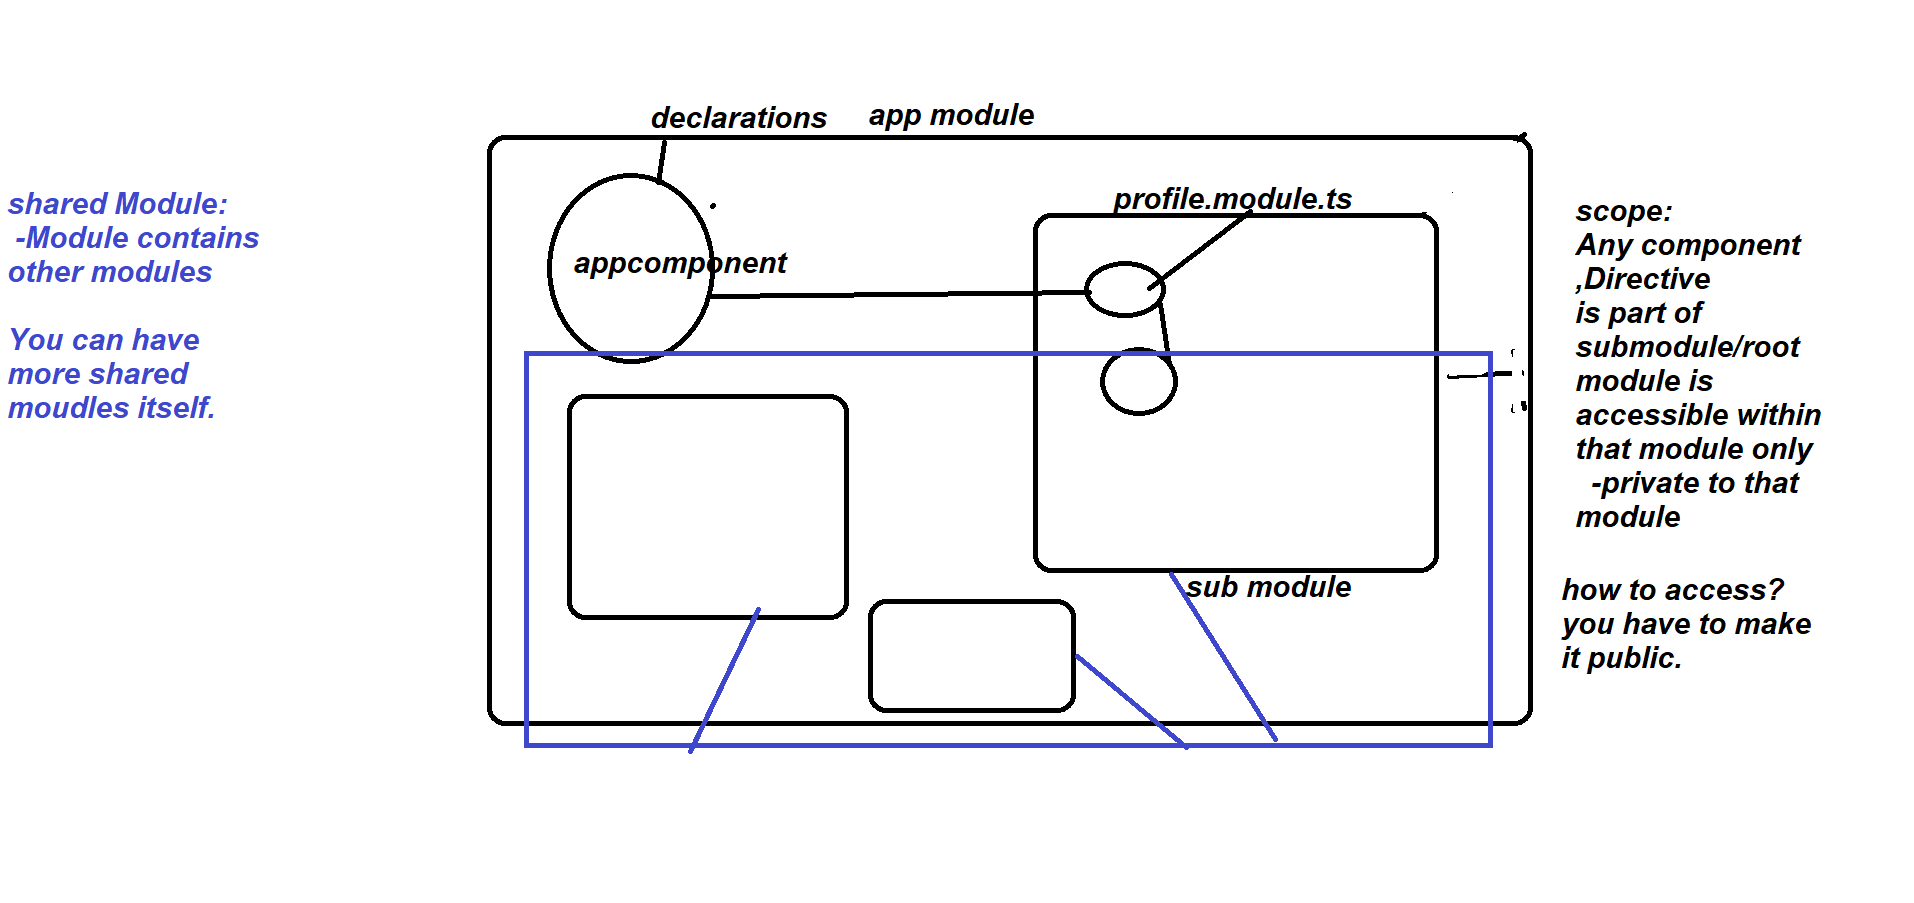 declarations
app module
shared Module:
-Module contains
other modules
You can have
more shared
moudles itself.
appcomponent
profile.module.ts
sub module
scope:
Any component
,Directive
is part of
submodule/root
module is
accessible within
that module only
-private to that
module
how to access?
you have to make
it public.